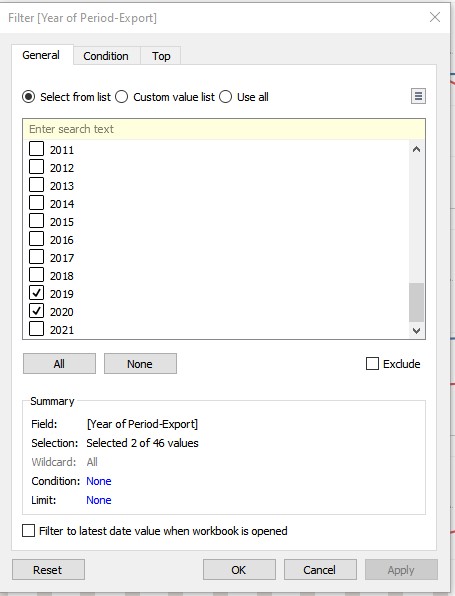 Filter [Year of Period-Export]
General Condition Top
Select from list Custom value list Use all
Enter search text
2011
2012
2013
2014
2015
2016
2017
2018
2019
2020
2021
All None Exclude
Summary
Field: [Year of Period-Export]
Selection: Selected 2 of 46 values
Wildcard: All
Condition: None
Limit: None
Filter to latest date value when workbook is opened
Reset OK Cancel Apply